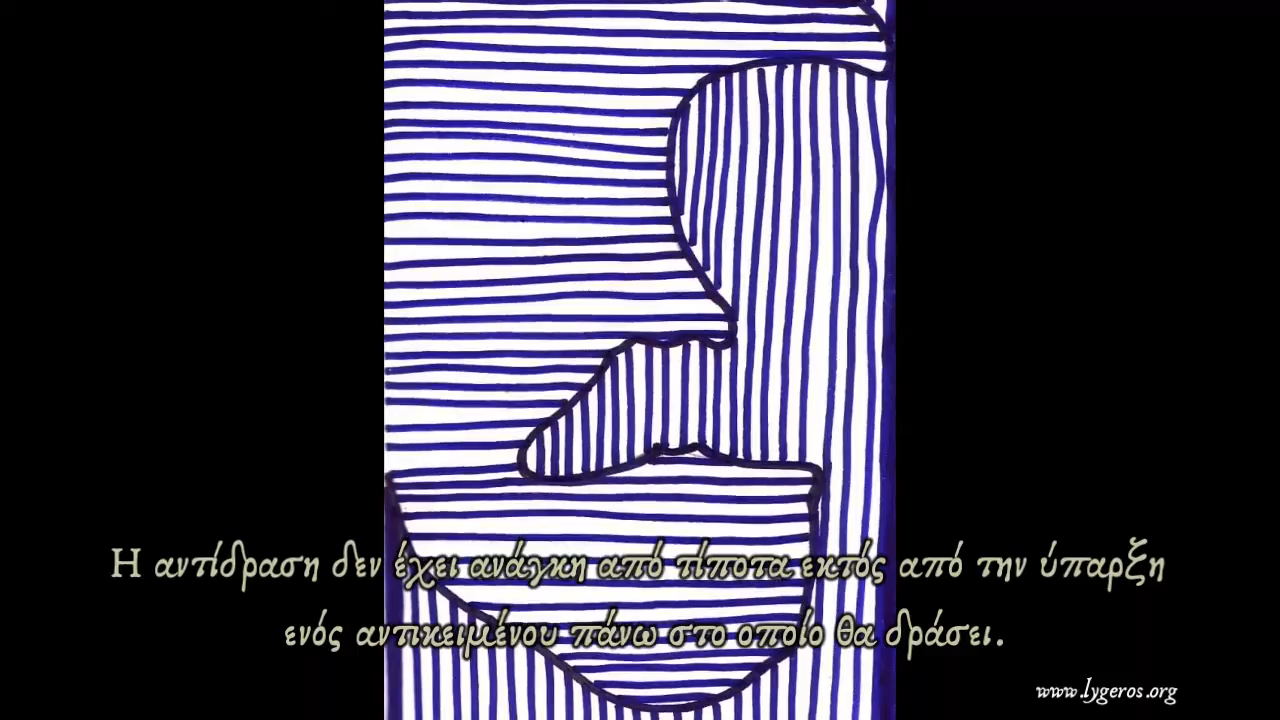 Η αντίδραση δεν έχει ανάγκη από τίποτα εκτός από την ύπαρξη
ενός αντικειμένου πάνω στο οποίο θα δράσει.
www.lygeros.org